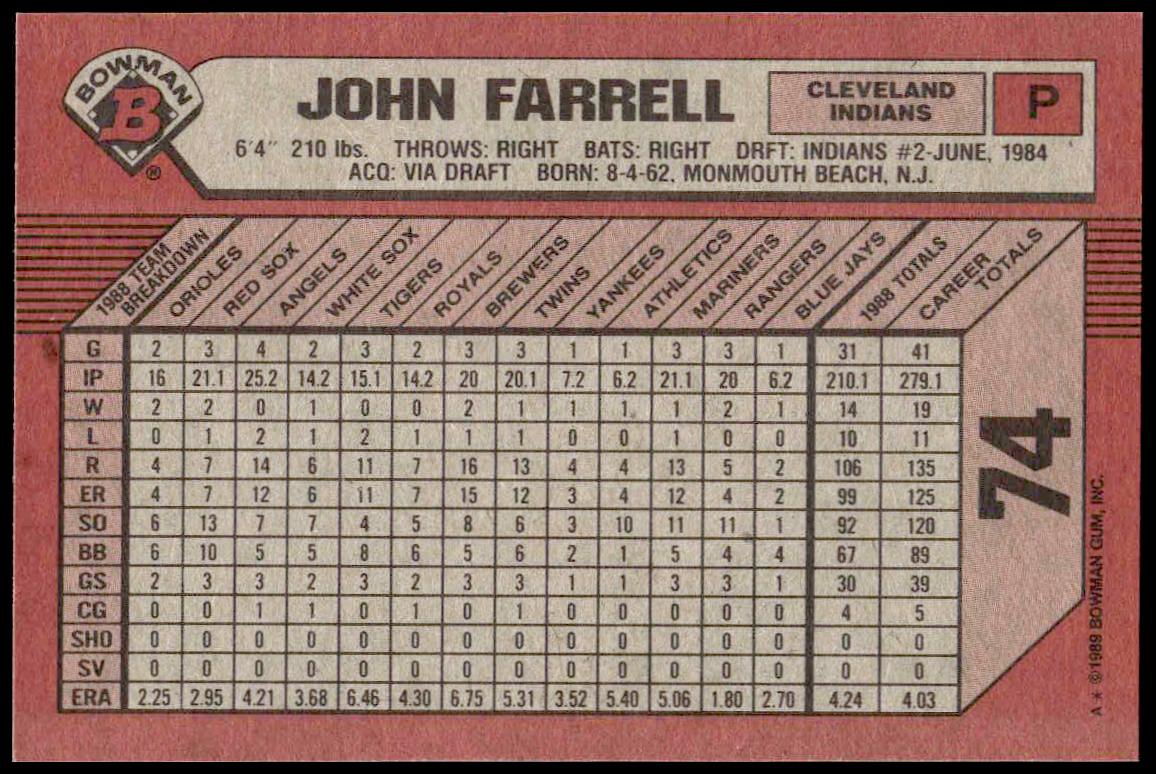 BOWMAN
B
®
JOHN FARRELL
CLEVELAND
INDIANS
P
6'4" 210 lbs. THROWS: RIGHT BATS: RIGHT DRFT: INDIANS #2-JUNE, 1984
ACQ: VIA DRAFT BORN: 8-4-62, MONMOUTH BEACH, N.J.
1988 TEAM BREAKDOWN ORIOLES RED SOX ANGELS WHITE SOX TIGERS ROYALS BREWERS TWINS YANKEES ATHLETICS MARINERS RANGERS BLUE JAYS 1988 TOTALS CAREER TOTALS
G 2 3 4 2 3 2 3 3 1 1 3 3 1 31 41
IP 16 21.1 25.2 14.2 15.1 14.2 20 20.1 7.2 6.2 21.1 20 6.2 210.1 279.1
W 2 2 0 1 0 0 2 1 1 1 1 2 1 14 19
L 0 1 2 1 2 1 1 1 0 0 1 0 0 10 11
R 4 7 14 6 11 7 16 13 4 4 13 5 2 106 135
ER 4 7 12 6 11 7 15 12 3 4 12 4 2 99 125
SO 6 13 7 7 4 5 8 6 3 10 11 11 1 92 120
BB 6 10 5 5 8 6 5 6 2 1 5 4 4 67 89
GS 2 3 3 2 3 2 3 3 1 1 3 3 1 30 39
CG 0 0 1 1 0 1 0 1 0 0 0 0 0 4 5
SHO 0 0 0 0 0 0 0 0 0 0 0 0 0 0 0
SV 0 0 0 0 0 0 0 0 0 0 0 0 0 0 0
ERA 2.25 2.95 4.21 3.68 6.46 4.30 6.75 5.31 3.52 5.40 5.06 1.80 2.70 4.24 4.03
74
A * ©1989 BOWMAN GUM, INC.